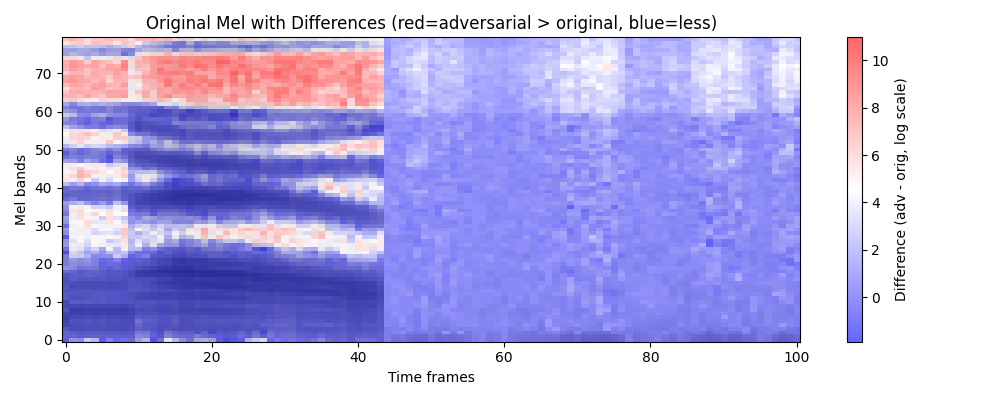 Original Mel with Differences (red=adversarial > original, blue=less)
Mel bands
70
60
50
40
30
20
10
0
0 20 40 60 80 100
Time frames
10
8
6
4
2
0
Difference (adv - orig, log scale)